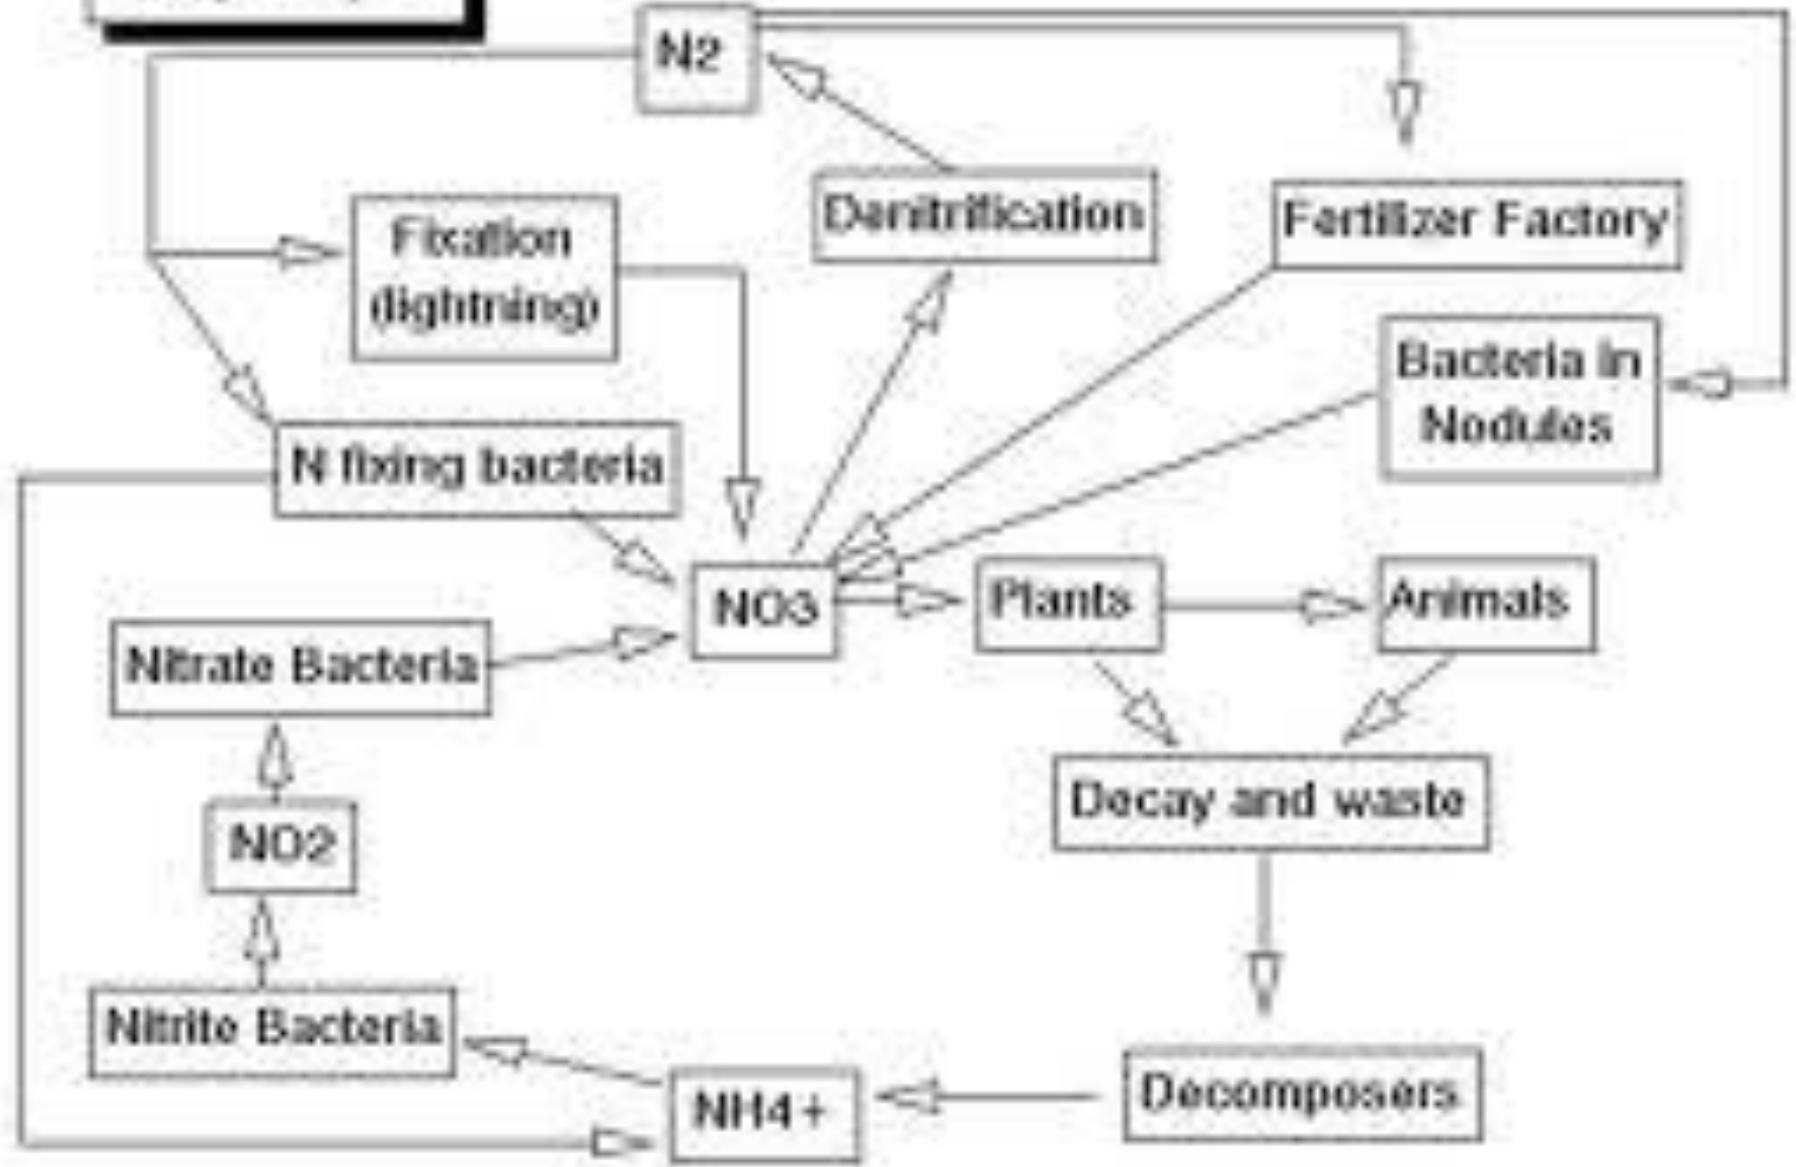 N2
Denitrification
Fertilizer Factory
Fixation
(lightning)
Bacteria in
Nodules
N fixing bacteria
NO3
Plants
Animals
Nitrate Bacteria
Decay and waste
NO2
Nitrite Bacteria
Decomposers
NH4+